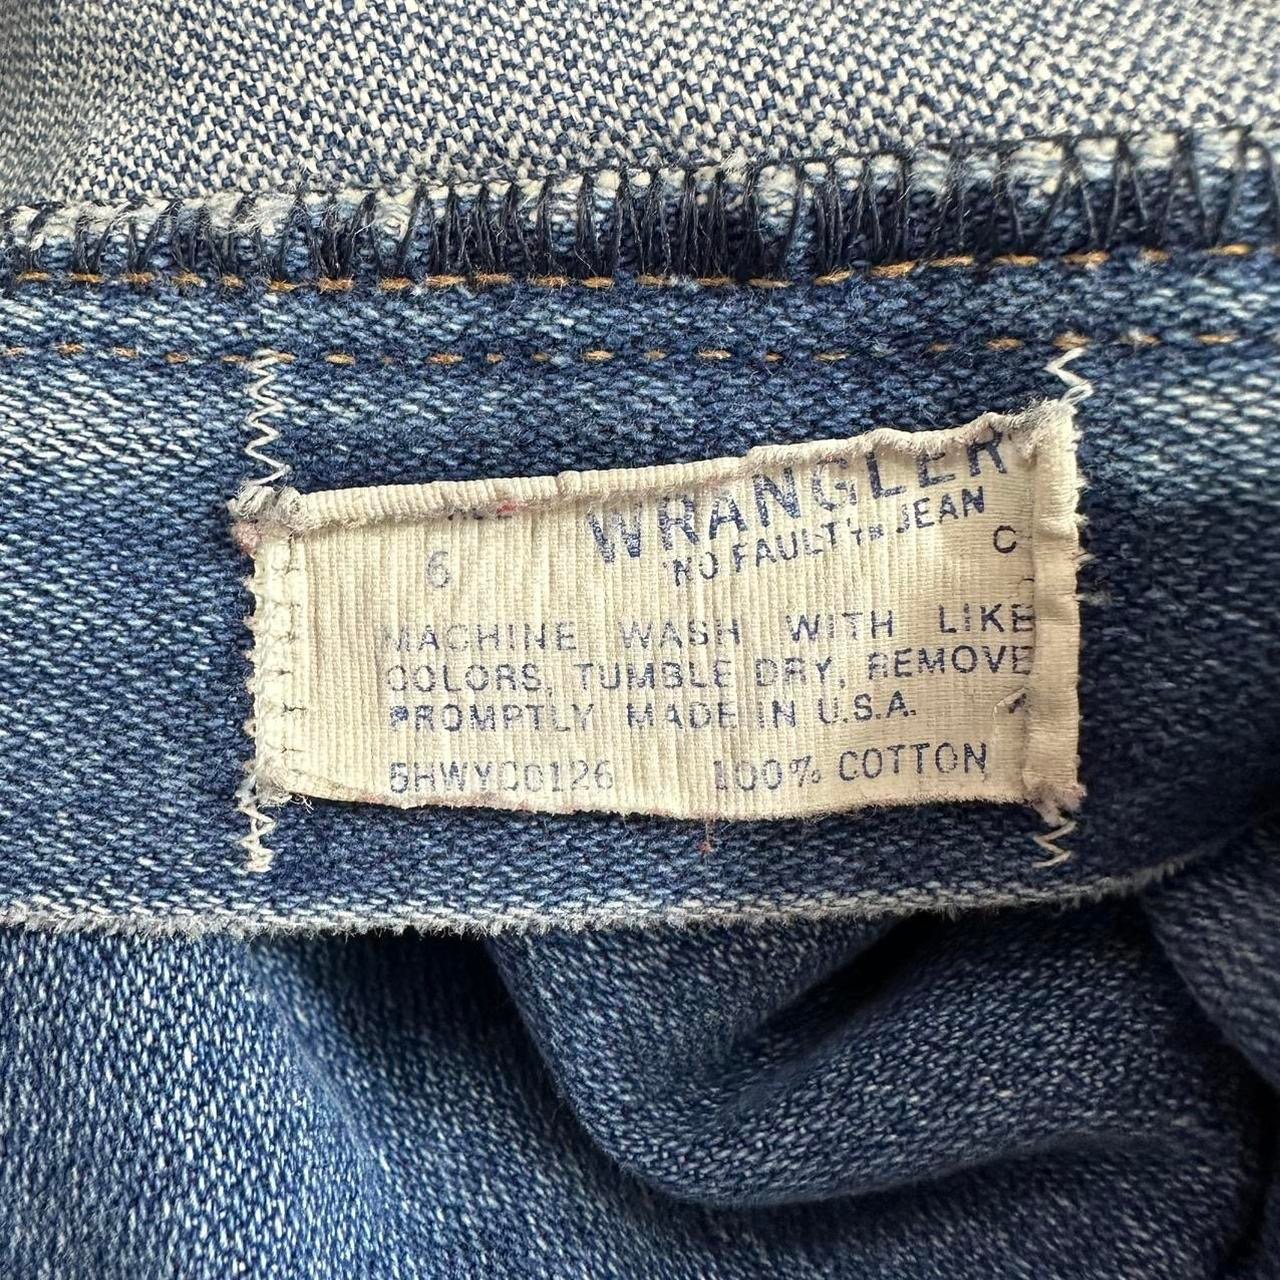 WRANGLER
'NO FAULT' TM JEAN
6 C
MACHINE WASH WITH LIKE
COLORS, TUMBLE DRY, REMOVE
PROMPTLY MADE IN U.S.A.
100% COTTON